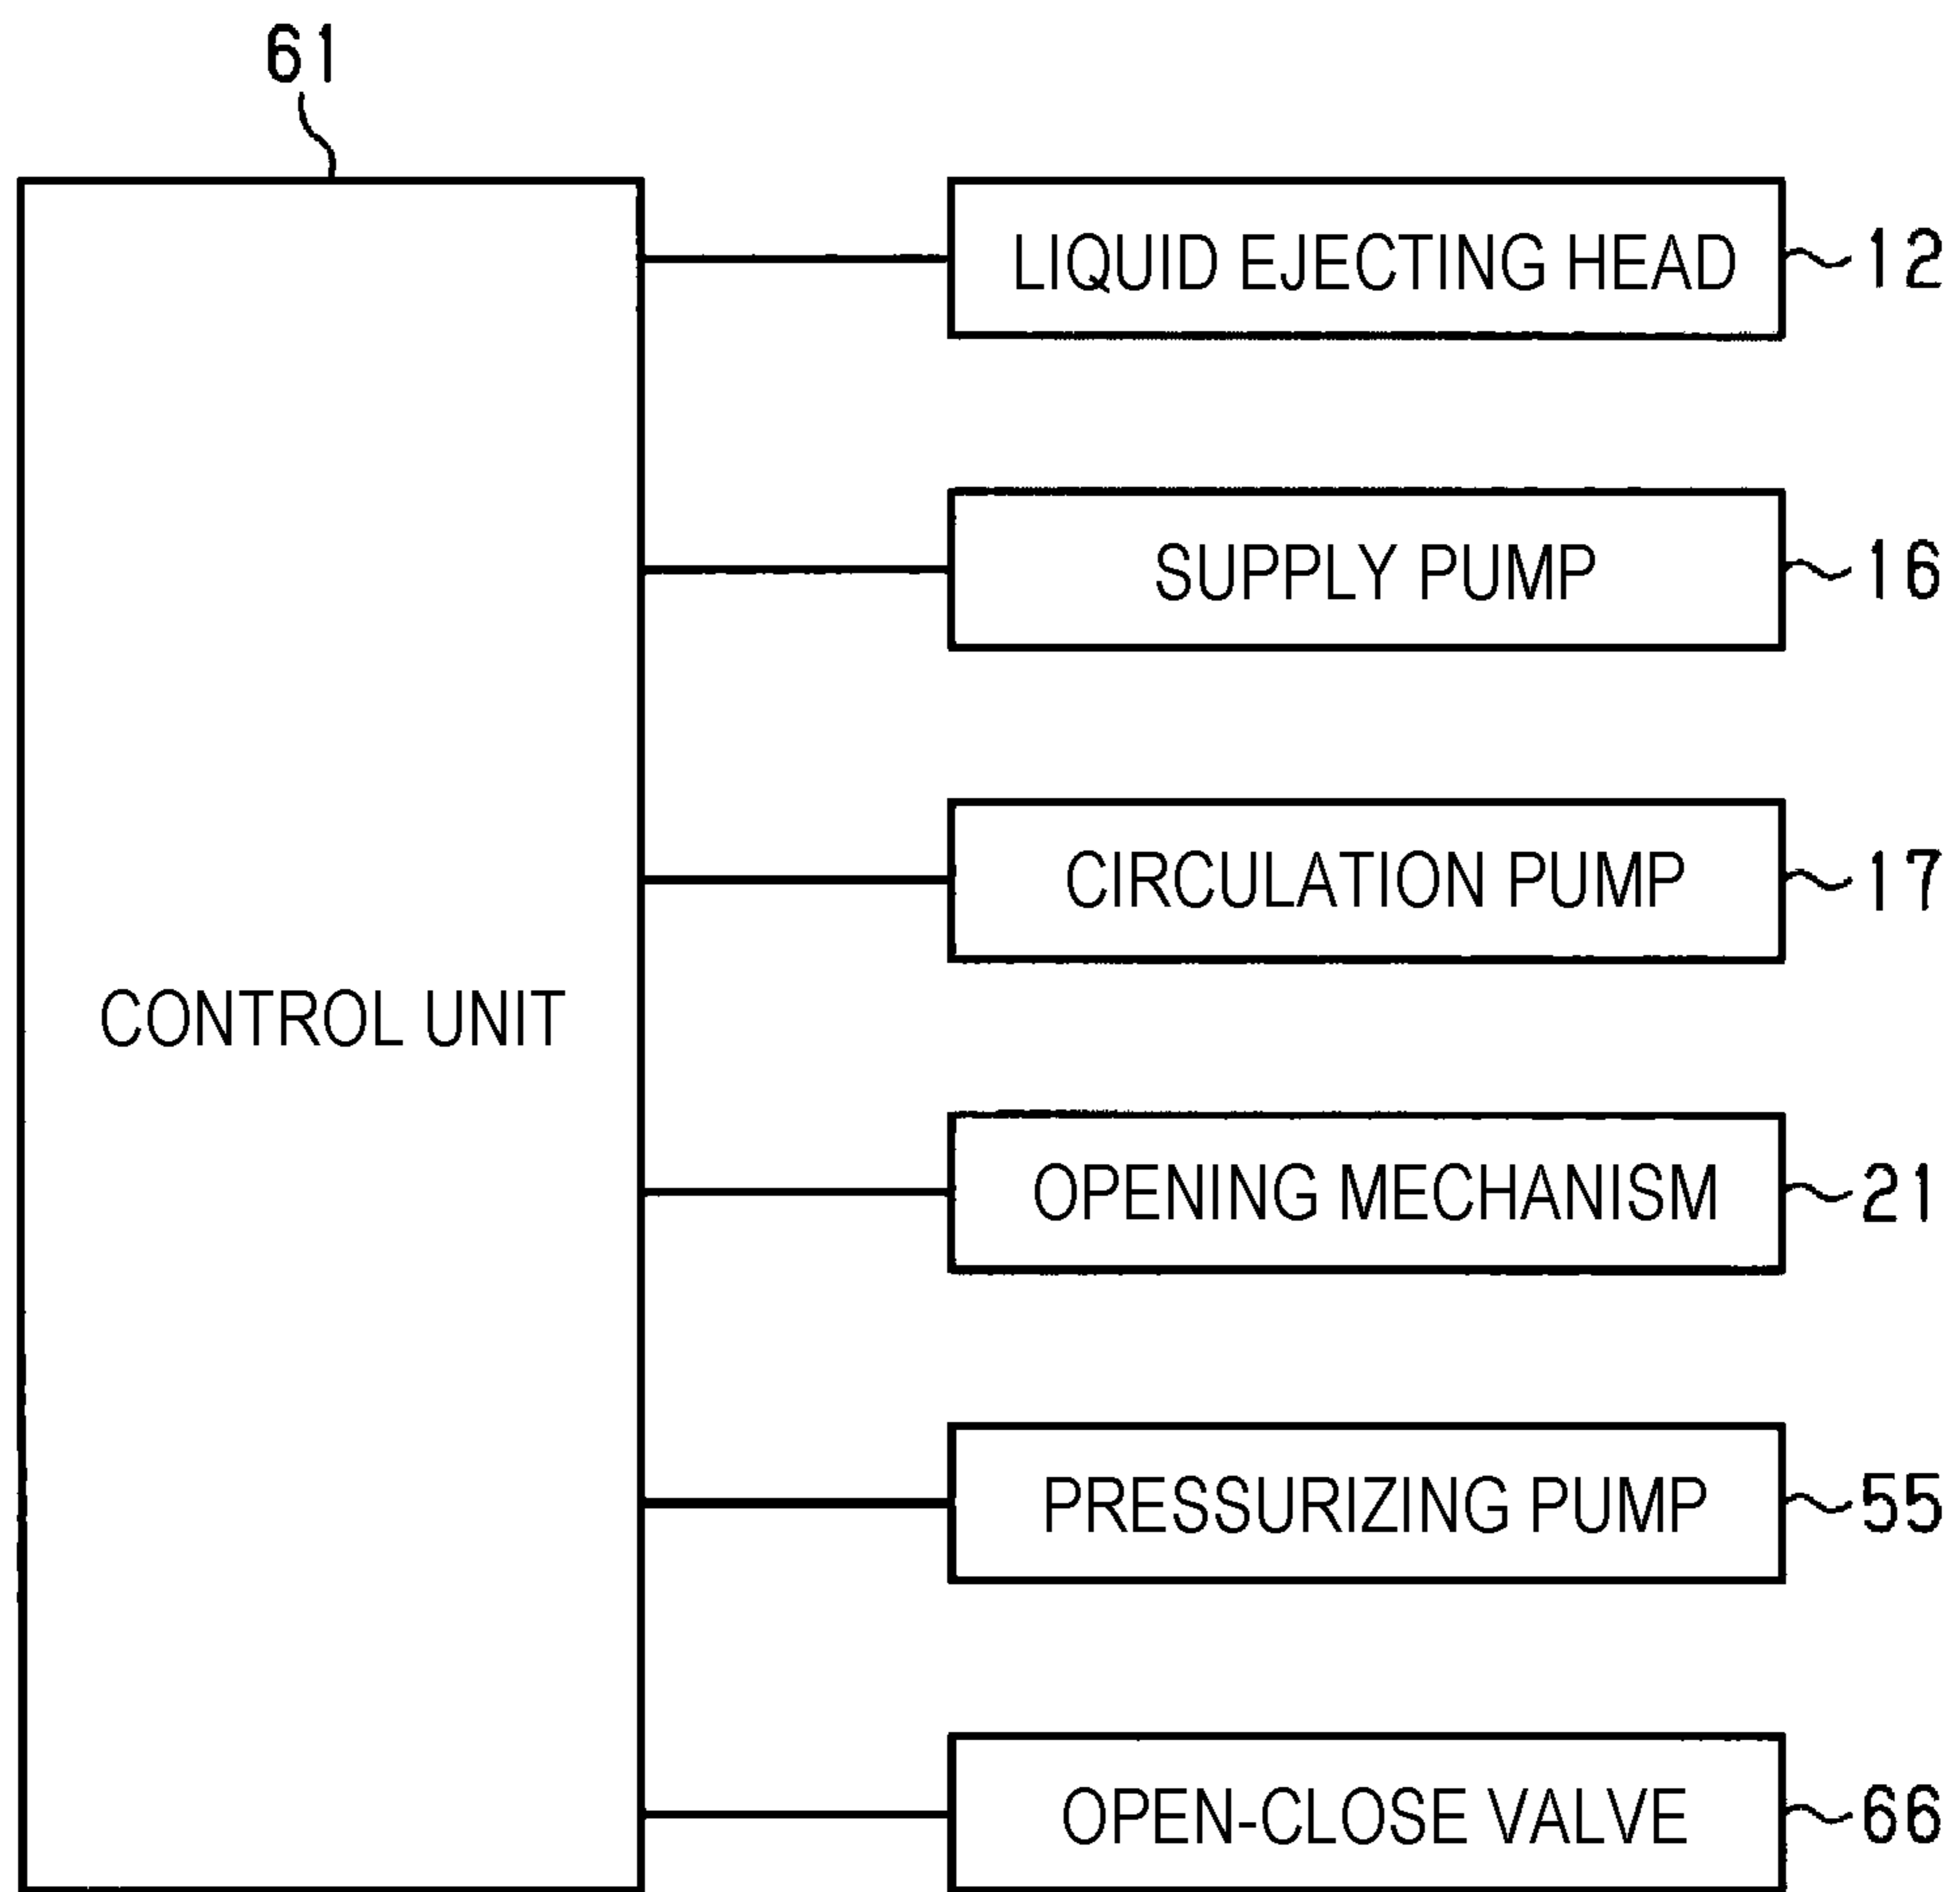 61
LIQUID EJECTING HEAD 12
SUPPLY PUMP 16
CIRCULATION PUMP 17
CONTROL UNIT
OPENING MECHANISM 21
PRESSURIZING PUMP 55
OPEN-CLOSE VALVE 66